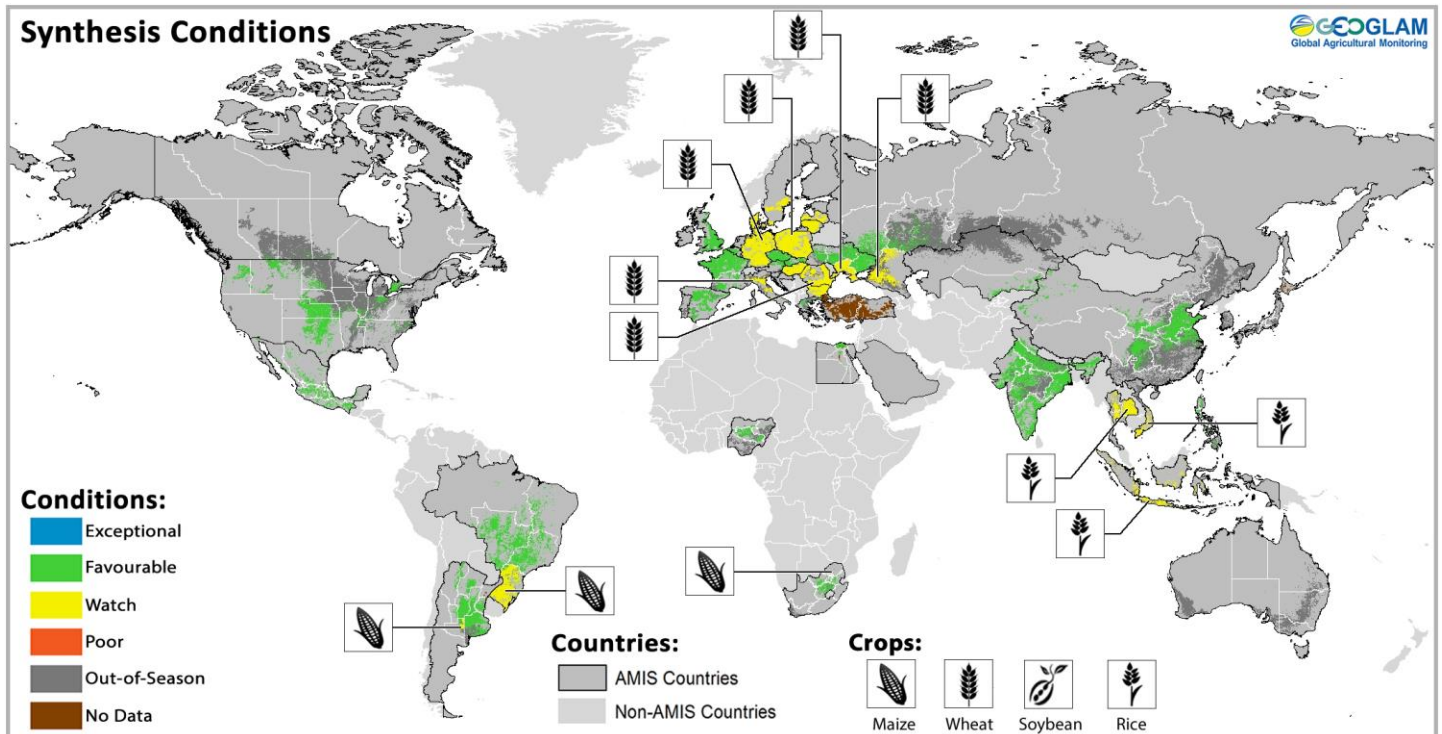 Synthesis Conditions
GEOGLAM
Global Agricultural Monitoring
Conditions:
Exceptional
Favourable
Watch
Poor
Out-of-Season
No Data
Countries:
AMIS Countries
Non-AMIS Countries
Crops:
Maize
Wheat
Soybean
Rice